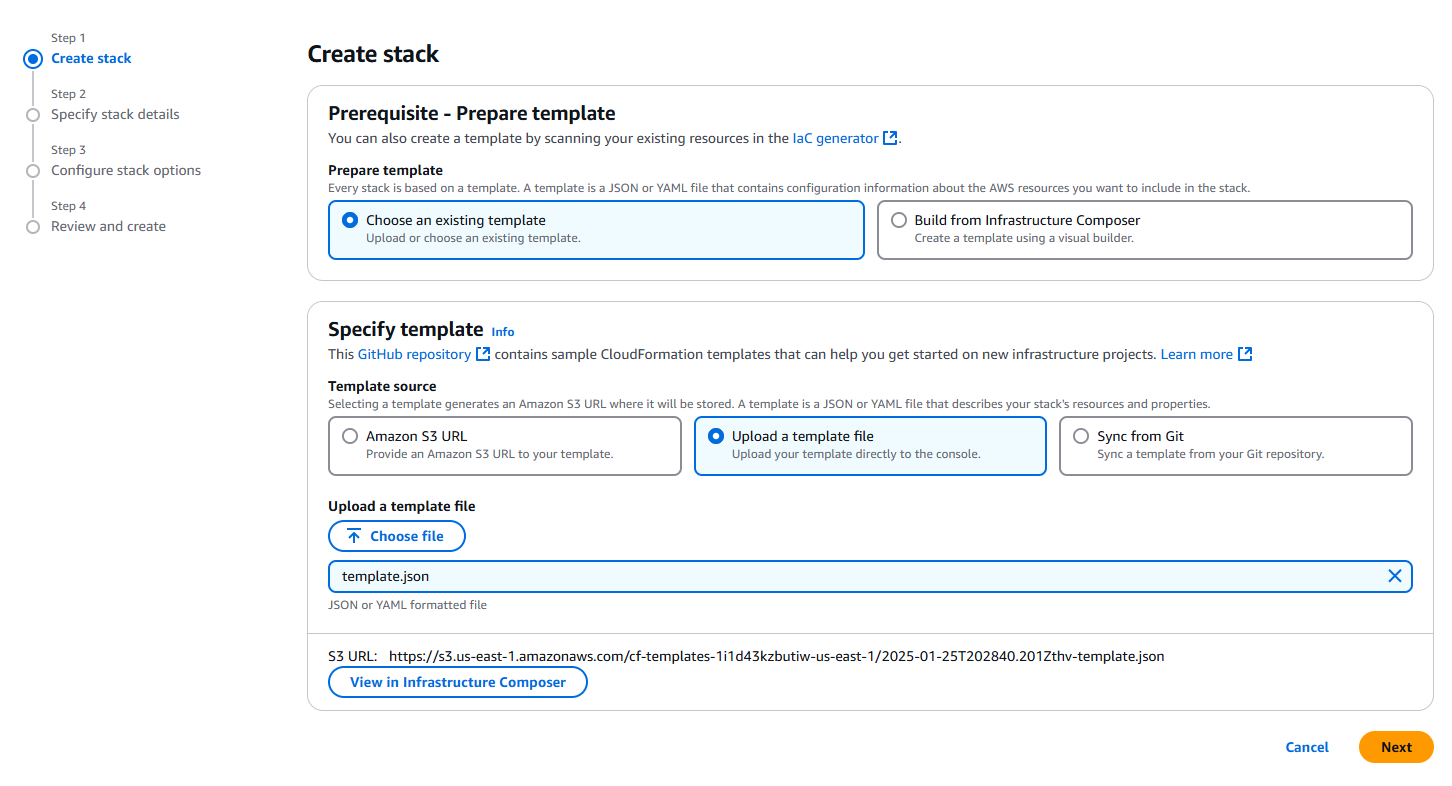 Step 1
Create stack
Step 2
Specify stack details
Step 3
Configure stack options
Step 4
Review and create
Create stack
Prerequisite - Prepare template
You can also create a template by scanning your existing resources in the IaC generator.
Prepare template
Every stack is based on a template. A template is a JSON or YAML file that contains configuration information about the AWS resources you want to include in the stack.
Choose an existing template
Upload or choose an existing template.
Build from Infrastructure Composer
Create a template using a visual builder.
Specify template Info
This GitHub repository contains sample CloudFormation templates that can help you get started on new infrastructure projects. Learn more
Template source
Selecting a template generates an Amazon S3 URL where it will be stored. A template is a JSON or YAML file that describes your stack's resources and properties.
Amazon S3 URL
Provide an Amazon S3 URL to your template.
Upload a template file
Upload your template directly to the console.
Sync from Git
Sync a template from your Git repository.
Upload a template file
Choose file
template.json
JSON or YAML formatted file
S3 URL: https://s3.us-east-1.amazonaws.com/cf-templates-1i1d43kzbutiw-us-east-1/2025-01-25T202840.201Zthv-template.json
View in Infrastructure Composer
Cancel Next